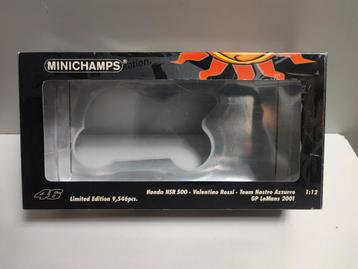 MINICHAMPS
46
Honda NSR 500 - Valentino Rossi - Team Nastro Azzurro
1:12
Limited Edition 9,546pcs.
GP LeMans 2001